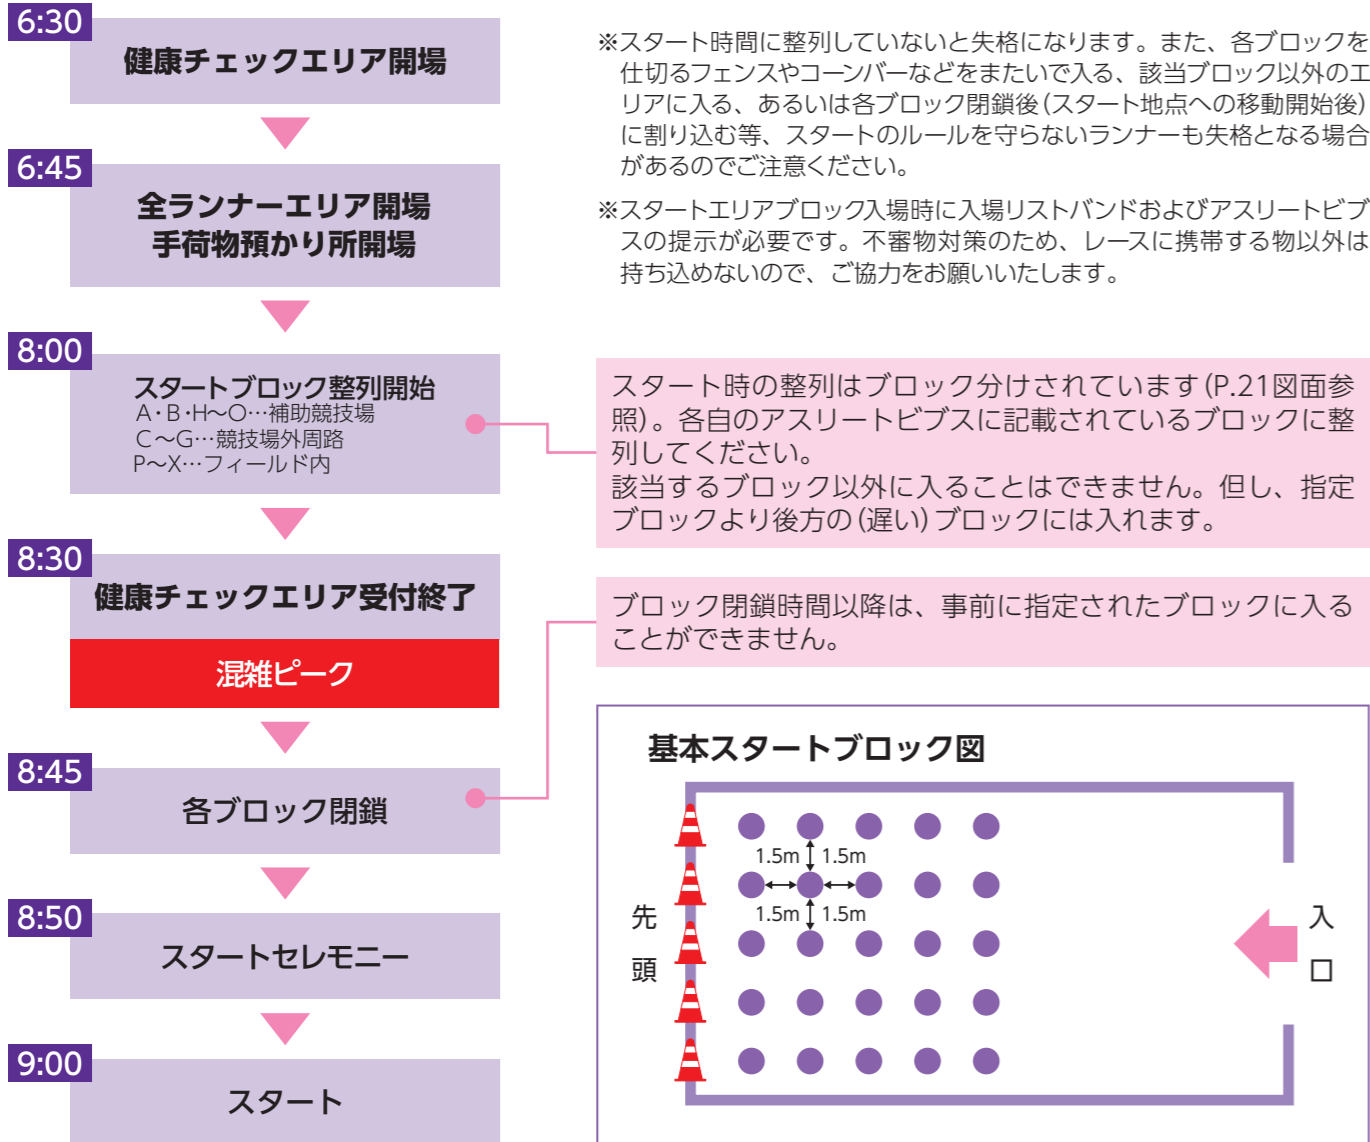 6:30
健康チェックエリア開場
6:45
全ランナーエリア開場
手荷物預かり所開場
8:00
スタートブロック整列開始
A・B・H〜O…補助競技場
C〜G…競技場外周路
P〜X…フィールド内
8:30
健康チェックエリア受付終了
混雑ピーク
8:45
各ブロック閉鎖
8:50
スタートセレモニー
9:00
スタート
※スタート時間に整列していないと失格になります。また、各ブロックを
仕切るフェンスやコーンバーなどをまたいで入る、該当ブロック以外のエ
リアに入る、あるいは各ブロック閉鎖後(スタート地点への移動開始後)
に割り込む等、スタートのルールを守らないランナーも失格となる場合
があるのでご注意ください。
※スタートエリアブロック入場時に入場リストバンドおよびアスリートビブ
スの提示が必要です。不審物対策のため、レースに携帯する物以外は
持ち込めないので、ご協力をお願いいたします。
スタート時の整列はブロック分けされています(P.21図面参
照)。各自のアスリートビブスに記載されているブロックに整
列してください。
該当するブロック以外に入ることはできません。但し、指定
ブロックより後方の(遅い)ブロックには入れます。
ブロック閉鎖時間以降は、事前に指定されたブロックに入る
ことができません。
基本スタートブロック図
1.5m 1.5m
1.5m 1.5m
先頭
入口